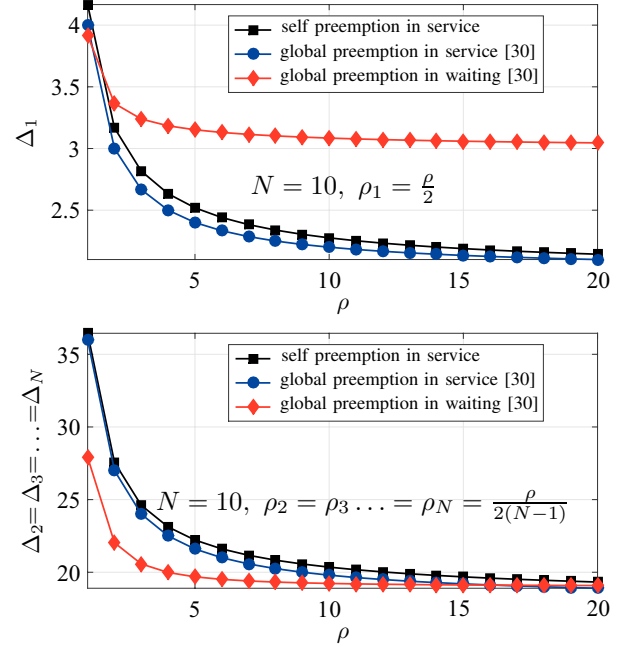 4
3.5
3
2.5
Δ₁
self preemption in service
global preemption in service [30]
global preemption in waiting [30]
N = 10, ρ₁ = ρ/2
5 10 15 20
ρ
35
30
25
20
Δ₂=Δ₃=…=Δ_N
self preemption in service
global preemption in service [30]
global preemption in waiting [30]
N = 10, ρ₂ = ρ₃ … = ρ_N = ρ/2(N−1)
5 10 15 20
ρ